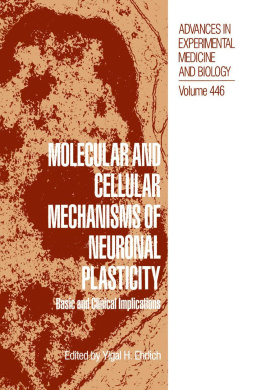 ADVANCES IN
EXPERIMENTAL
MEDICINE
AND BIOLOGY
Volume 446
MOLECULAR AND
CELLULAR
MECHANISMS OF
NEURONAL
PLASTICITY
Basic and Clinical Implications
Edited by Yigal H. Ehrlich